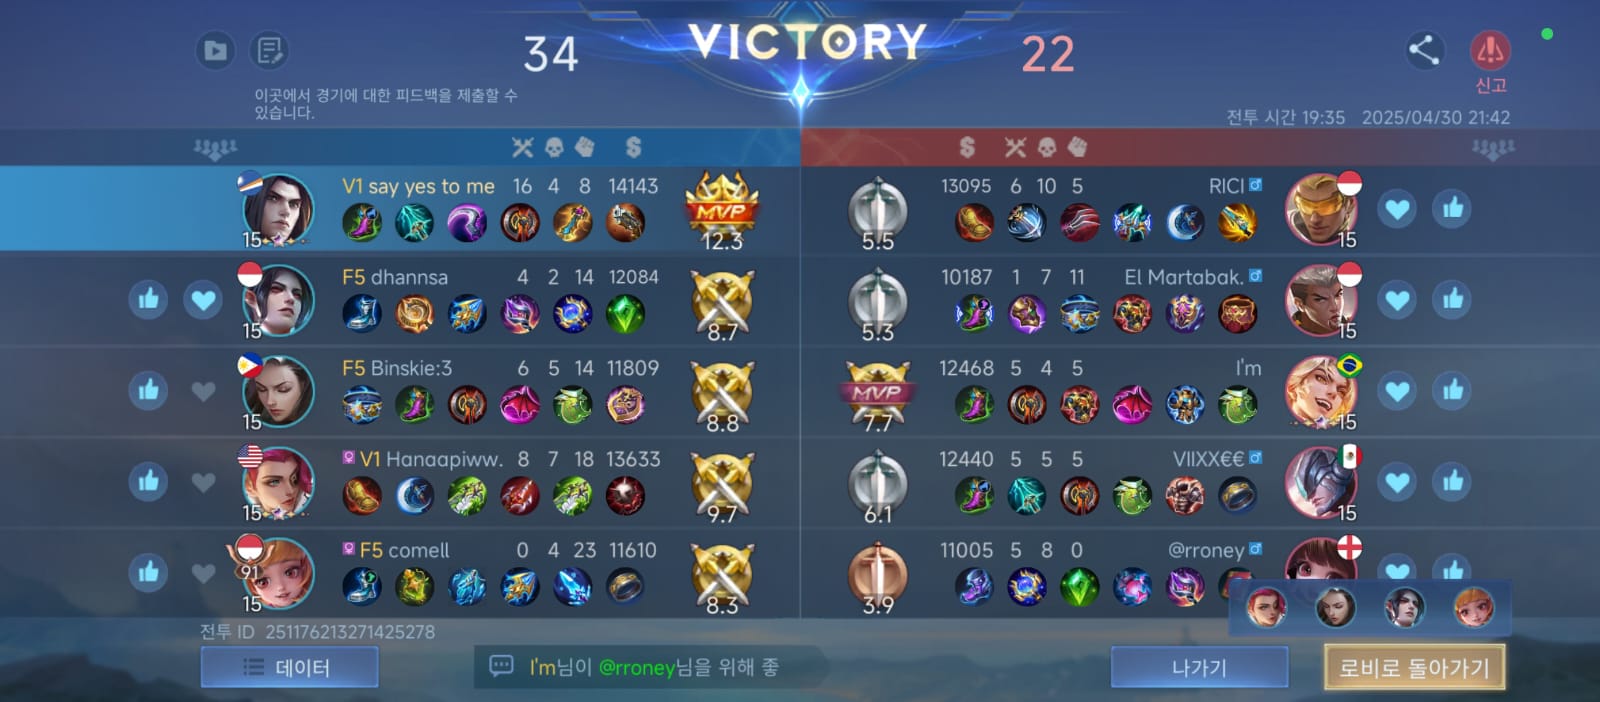 34
VICTORY
22
신고
이곳에서 경기에 대한 피드백을 제출할 수
있습니다.
전투 시간 19:35 2025/04/30 21:42
V1 say yes to me 16 4 8 14143
MVP
12.3
15
13095 6 10 5 RICI
5.5
15
F5 dhannsa 4 2 14 12084
8.7
15
10187 1 7 11 El Martabak.
5.3
15
F5 Binskie:3 6 5 14 11809
8.8
15
12468 5 4 5 I'm
MVP
7.7
15
V1 Hanaapiww. 8 7 18 13633
9.7
15
12440 5 5 5 VIIXX€€
6.1
15
F5 comell 0 4 23 11610
91
8.3
15
11005 5 8 0 @rroney
3.9
전투 ID 251176213271425278
데이터
I'm님이 @rroney님을 위해 좋
나가기
로비로 돌아가기